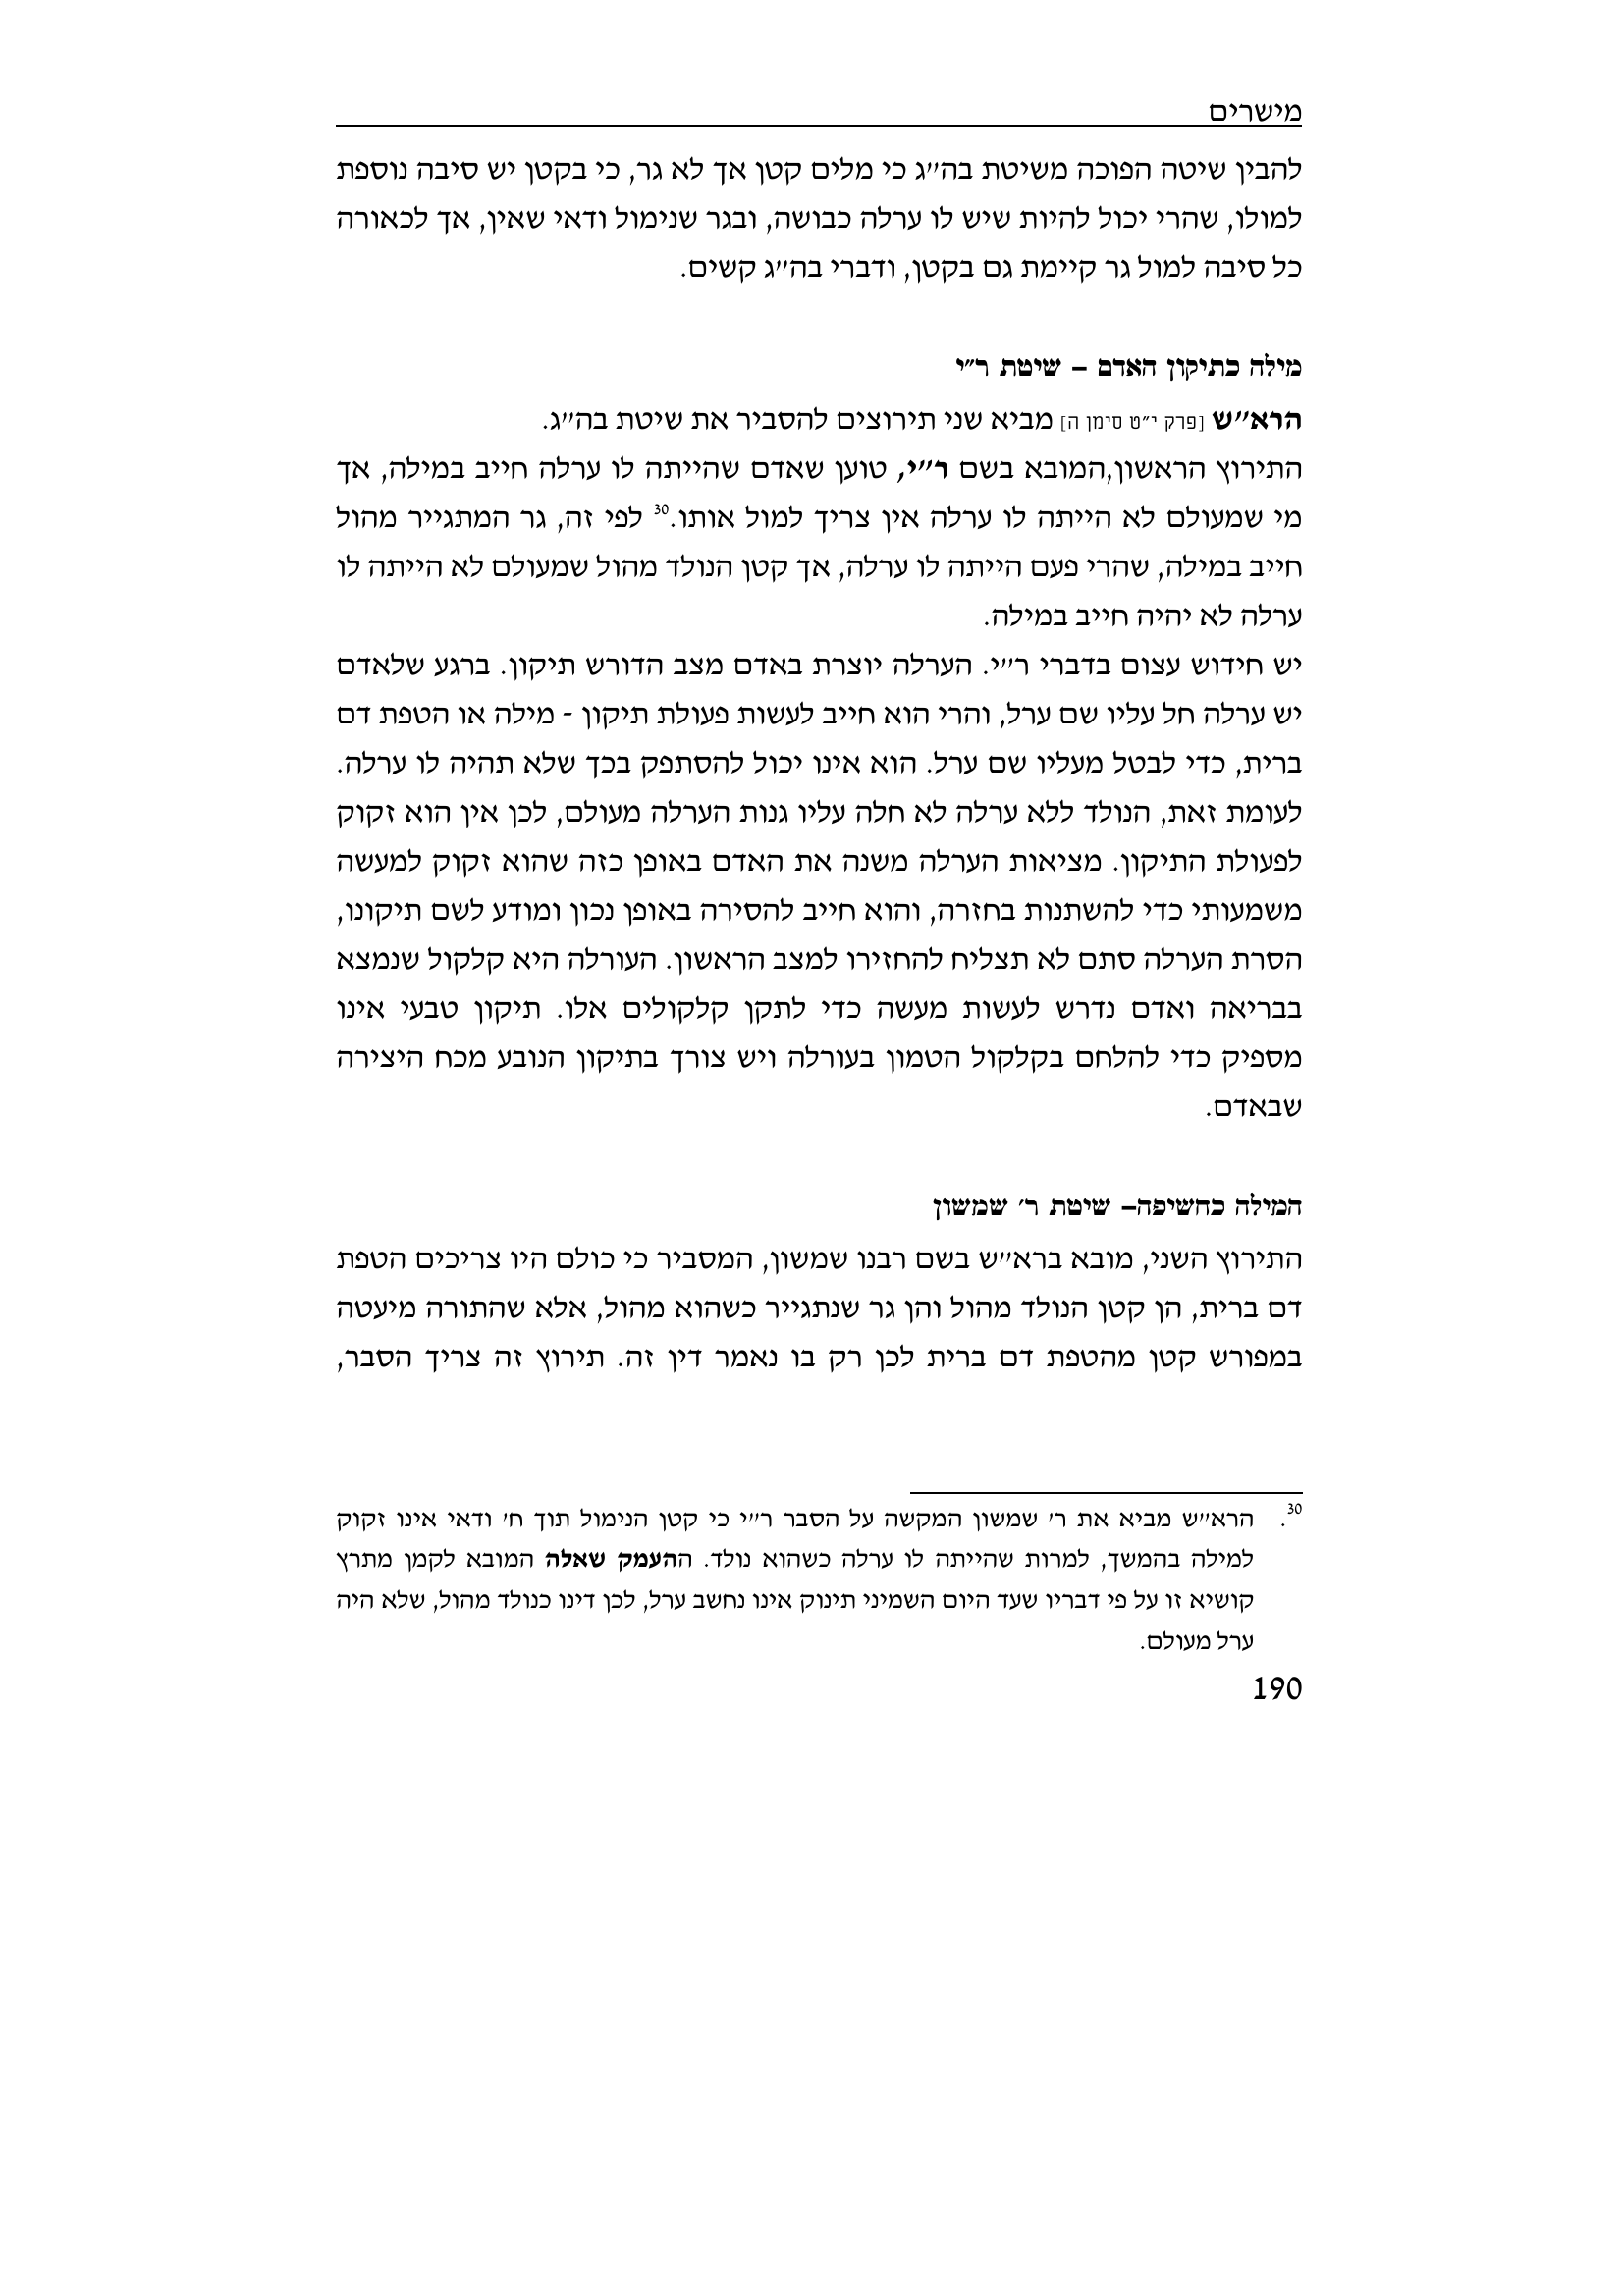 מישרים
להבין שיטה הפוכה משיטת בה״ג כי מלים קטן אך לא גר, כי בקטן יש סיבה נוספת
למולו, שהרי יכול להיות שיש לו ערלה כבושה, ובגר שנימול ודאי שאין, אך לכאורה
כל סיבה למול גר קיימת גם בקטן, ודברי בה״ג קשים.
מילה כתיקון האדם – שיטת ר״י
הרא״ש [פרק י״ט סימן ה] מביא שני תירוצים להסביר את שיטת בה״ג.
התירוץ הראשון,המובא בשם ר״י, טוען שאדם שהייתה לו ערלה חייב במילה, אך
מי שמעולם לא הייתה לו ערלה אין צריך למול אותו.30 לפי זה, גר המתגייר מהול
חייב במילה, שהרי פעם הייתה לו ערלה, אך קטן הנולד מהול שמעולם לא הייתה לו
ערלה לא יהיה חייב במילה.
יש חידוש עצום בדברי ר״י. הערלה יוצרת באדם מצב הדורש תיקון. ברגע שלאדם
יש ערלה חל עליו שם ערל, והרי הוא חייב לעשות פעולת תיקון - מילה או הטפת דם
ברית, כדי לבטל מעליו שם ערל. הוא אינו יכול להסתפק בכך שלא תהיה לו ערלה.
לעומת זאת, הנולד ללא ערלה לא חלה עליו גנות הערלה מעולם, לכן אין הוא זקוק
לפעולת התיקון. מציאות הערלה משנה את האדם באופן כזה שהוא זקוק למעשה
משמעותי כדי להשתנות בחזרה, והוא חייב להסירה באופן נכון ומודע לשם תיקונו,
הסרת הערלה סתם לא תצליח להחזירו למצב הראשון. העורלה היא קלקול שנמצא
בבריאה ואדם נדרש לעשות מעשה כדי לתקן קלקולים אלו. תיקון טבעי אינו
מספיק כדי להלחם בקלקול הטמון בעורלה ויש צורך בתיקון הנובע מכח היצירה
שבאדם.
המילה כחשיפה– שיטת ר׳ שמשון
התירוץ השני, מובא ברא״ש בשם רבנו שמשון, המסביר כי כולם היו צריכים הטפת
דם ברית, הן קטן הנולד מהול והן גר שנתגייר כשהוא מהול, אלא שהתורה מיעטה
במפורש קטן מהטפת דם ברית לכן רק בו נאמר דין זה. תירוץ זה צריך הסבר,
30. הרא״ש מביא את ר׳ שמשון המקשה על הסבר ר״י כי קטן הנימול תוך ח׳ ודאי אינו זקוק
למילה בהמשך, למרות שהייתה לו ערלה כשהוא נולד. ההעמק שאלה המובא לקמן מתרץ
קושיא זו על פי דבריו שעד היום השמיני תינוק אינו נחשב ערל, לכן דינו כנולד מהול, שלא היה
ערל מעולם.
190